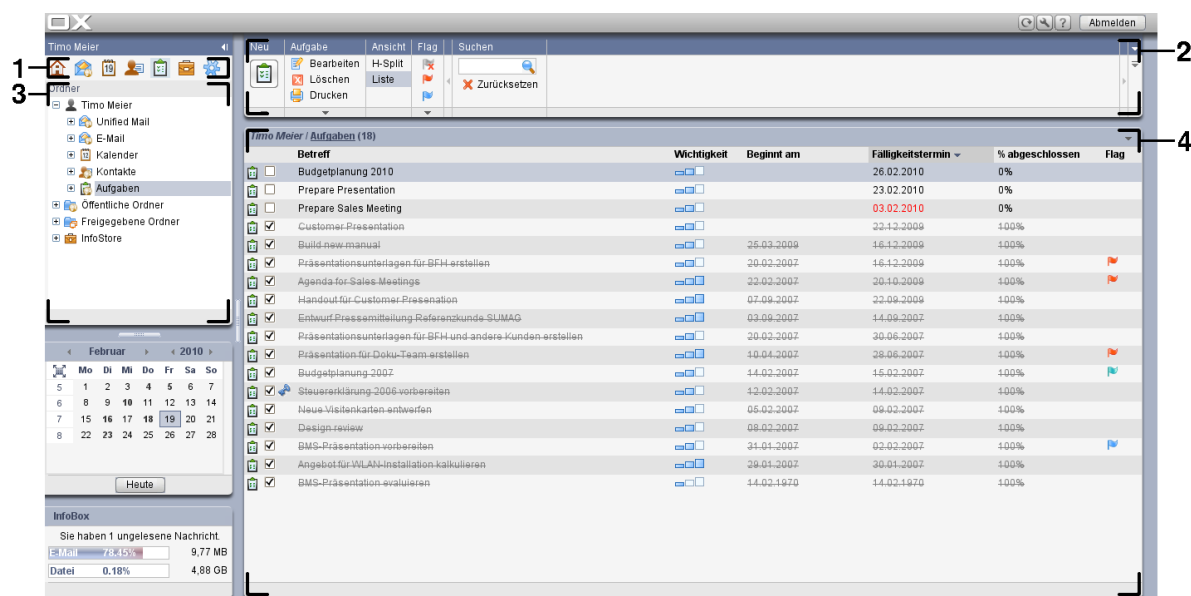 OX
Abmelden
Timo Meier
Neu Aufgabe Ansicht Flag Suchen
1
2
3
4
Ordner
Timo Meier
Unified Mail
E-Mail
Kalender
Kontakte
Aufgaben
Öffentliche Ordner
Freigegebene Ordner
InfoStore
Bearbeiten
Löschen
Drucken
H-Split
Liste
Zurücksetzen
Timo Meier / Aufgaben (18)
Betreff Wichtigkeit Beginnt am Fälligkeitstermin % abgeschlossen Flag
Budgetplanung 2010 26.02.2010 0%
Prepare Presentation 23.02.2010 0%
Prepare Sales Meeting 03.02.2010 0%
Customer Presentation 22.12.2009 100%
Build new manual 25.03.2009 16.12.2009 100%
Präsentationsunterlagen für BFH erstellen 20.02.2007 16.12.2009 100%
Agenda for Sales Meetings 22.02.2007 20.10.2009 100%
Handout für Customer Presenation 07.09.2007 22.09.2009 100%
Entwurf Pressemitteilung Referenzkunde SUMAG 03.09.2007 14.09.2007 100%
Präsentationsunterlagen für BFH und andere Kunden erstellen 20.02.2007 30.06.2007 100%
Präsentation für Doku-Team erstellen 10.04.2007 28.06.2007 100%
Budgetplanung 2007 14.02.2007 15.02.2007 100%
Steuererklärung 2006 vorbereiten 12.02.2007 14.02.2007 100%
Neue Visitenkarten entwerfen 05.02.2007 09.02.2007 100%
Design review 08.02.2007 09.02.2007 100%
BMS-Präsentation vorbereiten 31.01.2007 02.02.2007 100%
Angebot für WLAN-Installation kalkulieren 29.01.2007 30.01.2007 100%
BMS-Präsentation evaluieren 14.02.1970 14.02.1970 100%
Februar 2010
Mo Di Mi Do Fr Sa So
5 1 2 3 4 5 6 7
6 8 9 10 11 12 13 14
7 15 16 17 18 19 20 21
8 22 23 24 25 26 27 28
Heute
InfoBox
Sie haben 1 ungelesene Nachricht.
E-Mail 78.45% 9,77 MB
Datei 0.18% 4,88 GB